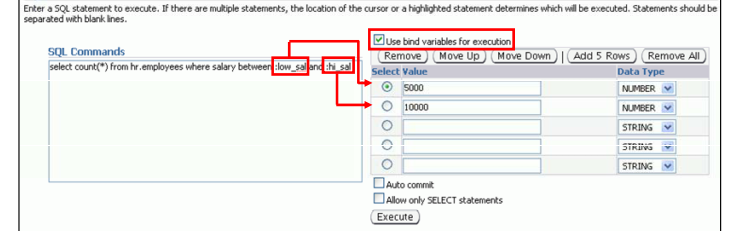 Enter a SQL statement to execute. If there are multiple statements, the location of the cursor or a highlighted statement determines which will be executed. Statements should be
separated with blank lines.
Use bind variables for execution
SQL Commands
Remove Move Up Move Down | Add 5 Rows Remove All
select count(*) from hr.employees where salary between :low_sal and :hi_sal
Select Value Data Type
5000 NUMBER
10000 NUMBER
STRING
STRING
STRING
Auto commit
Allow only SELECT statements
Execute